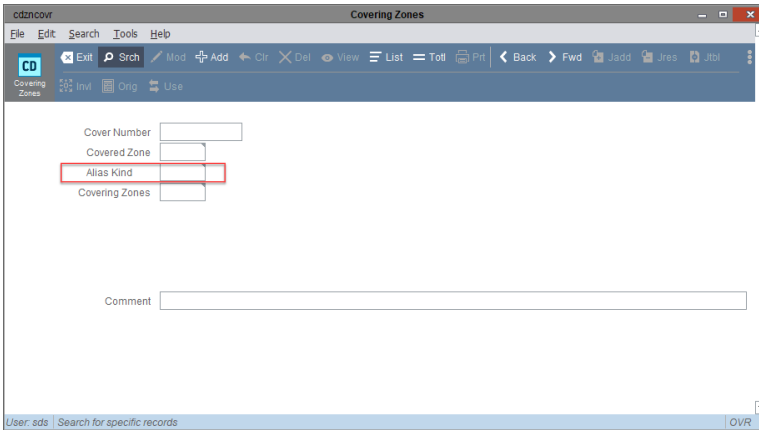 cdzncovr Covering Zones
File Edit Search Tools Help
CD Exit Srch Mod Add Clr Del View List Totl Prt Back Fwd Jadd Jres Jtbl
Covering Zones Invl Orig Use
Cover Number
Covered Zone
Alias Kind
Covering Zones
Comment
User: sds Search for specific records OVR